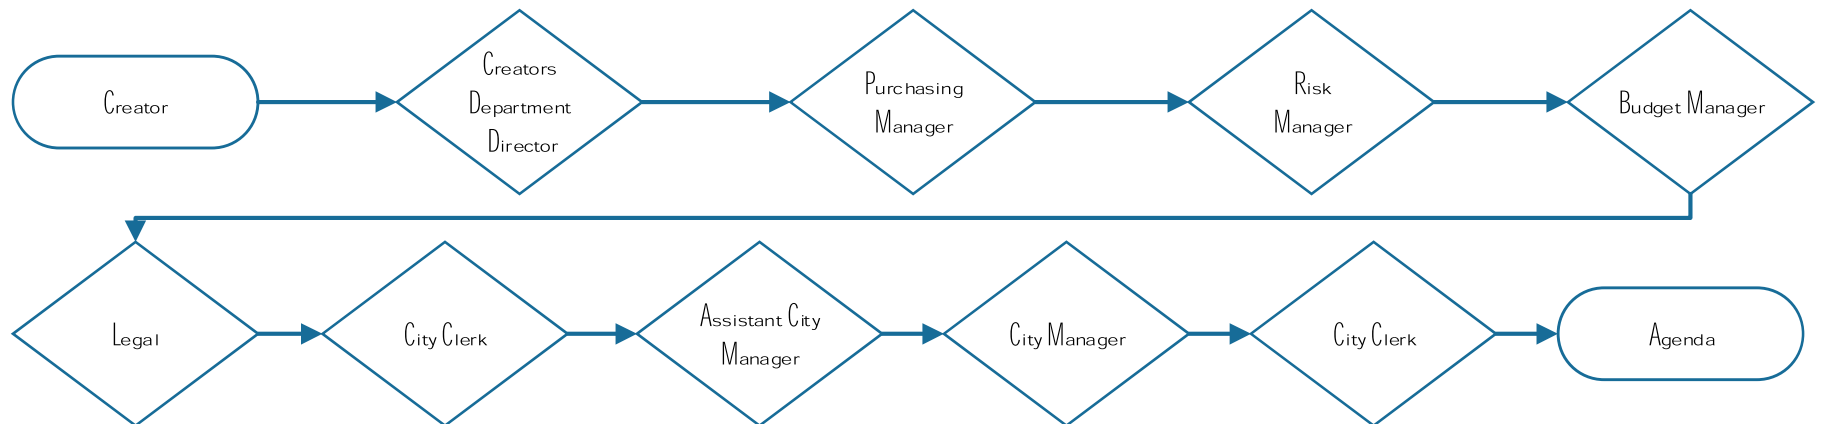 Creator
Creators
Department
Director
Purchasing
Manager
Risk
Manager
Budget Manager
Legal
City Clerk
Assistant City
Manager
City Manager
City Clerk
Agenda